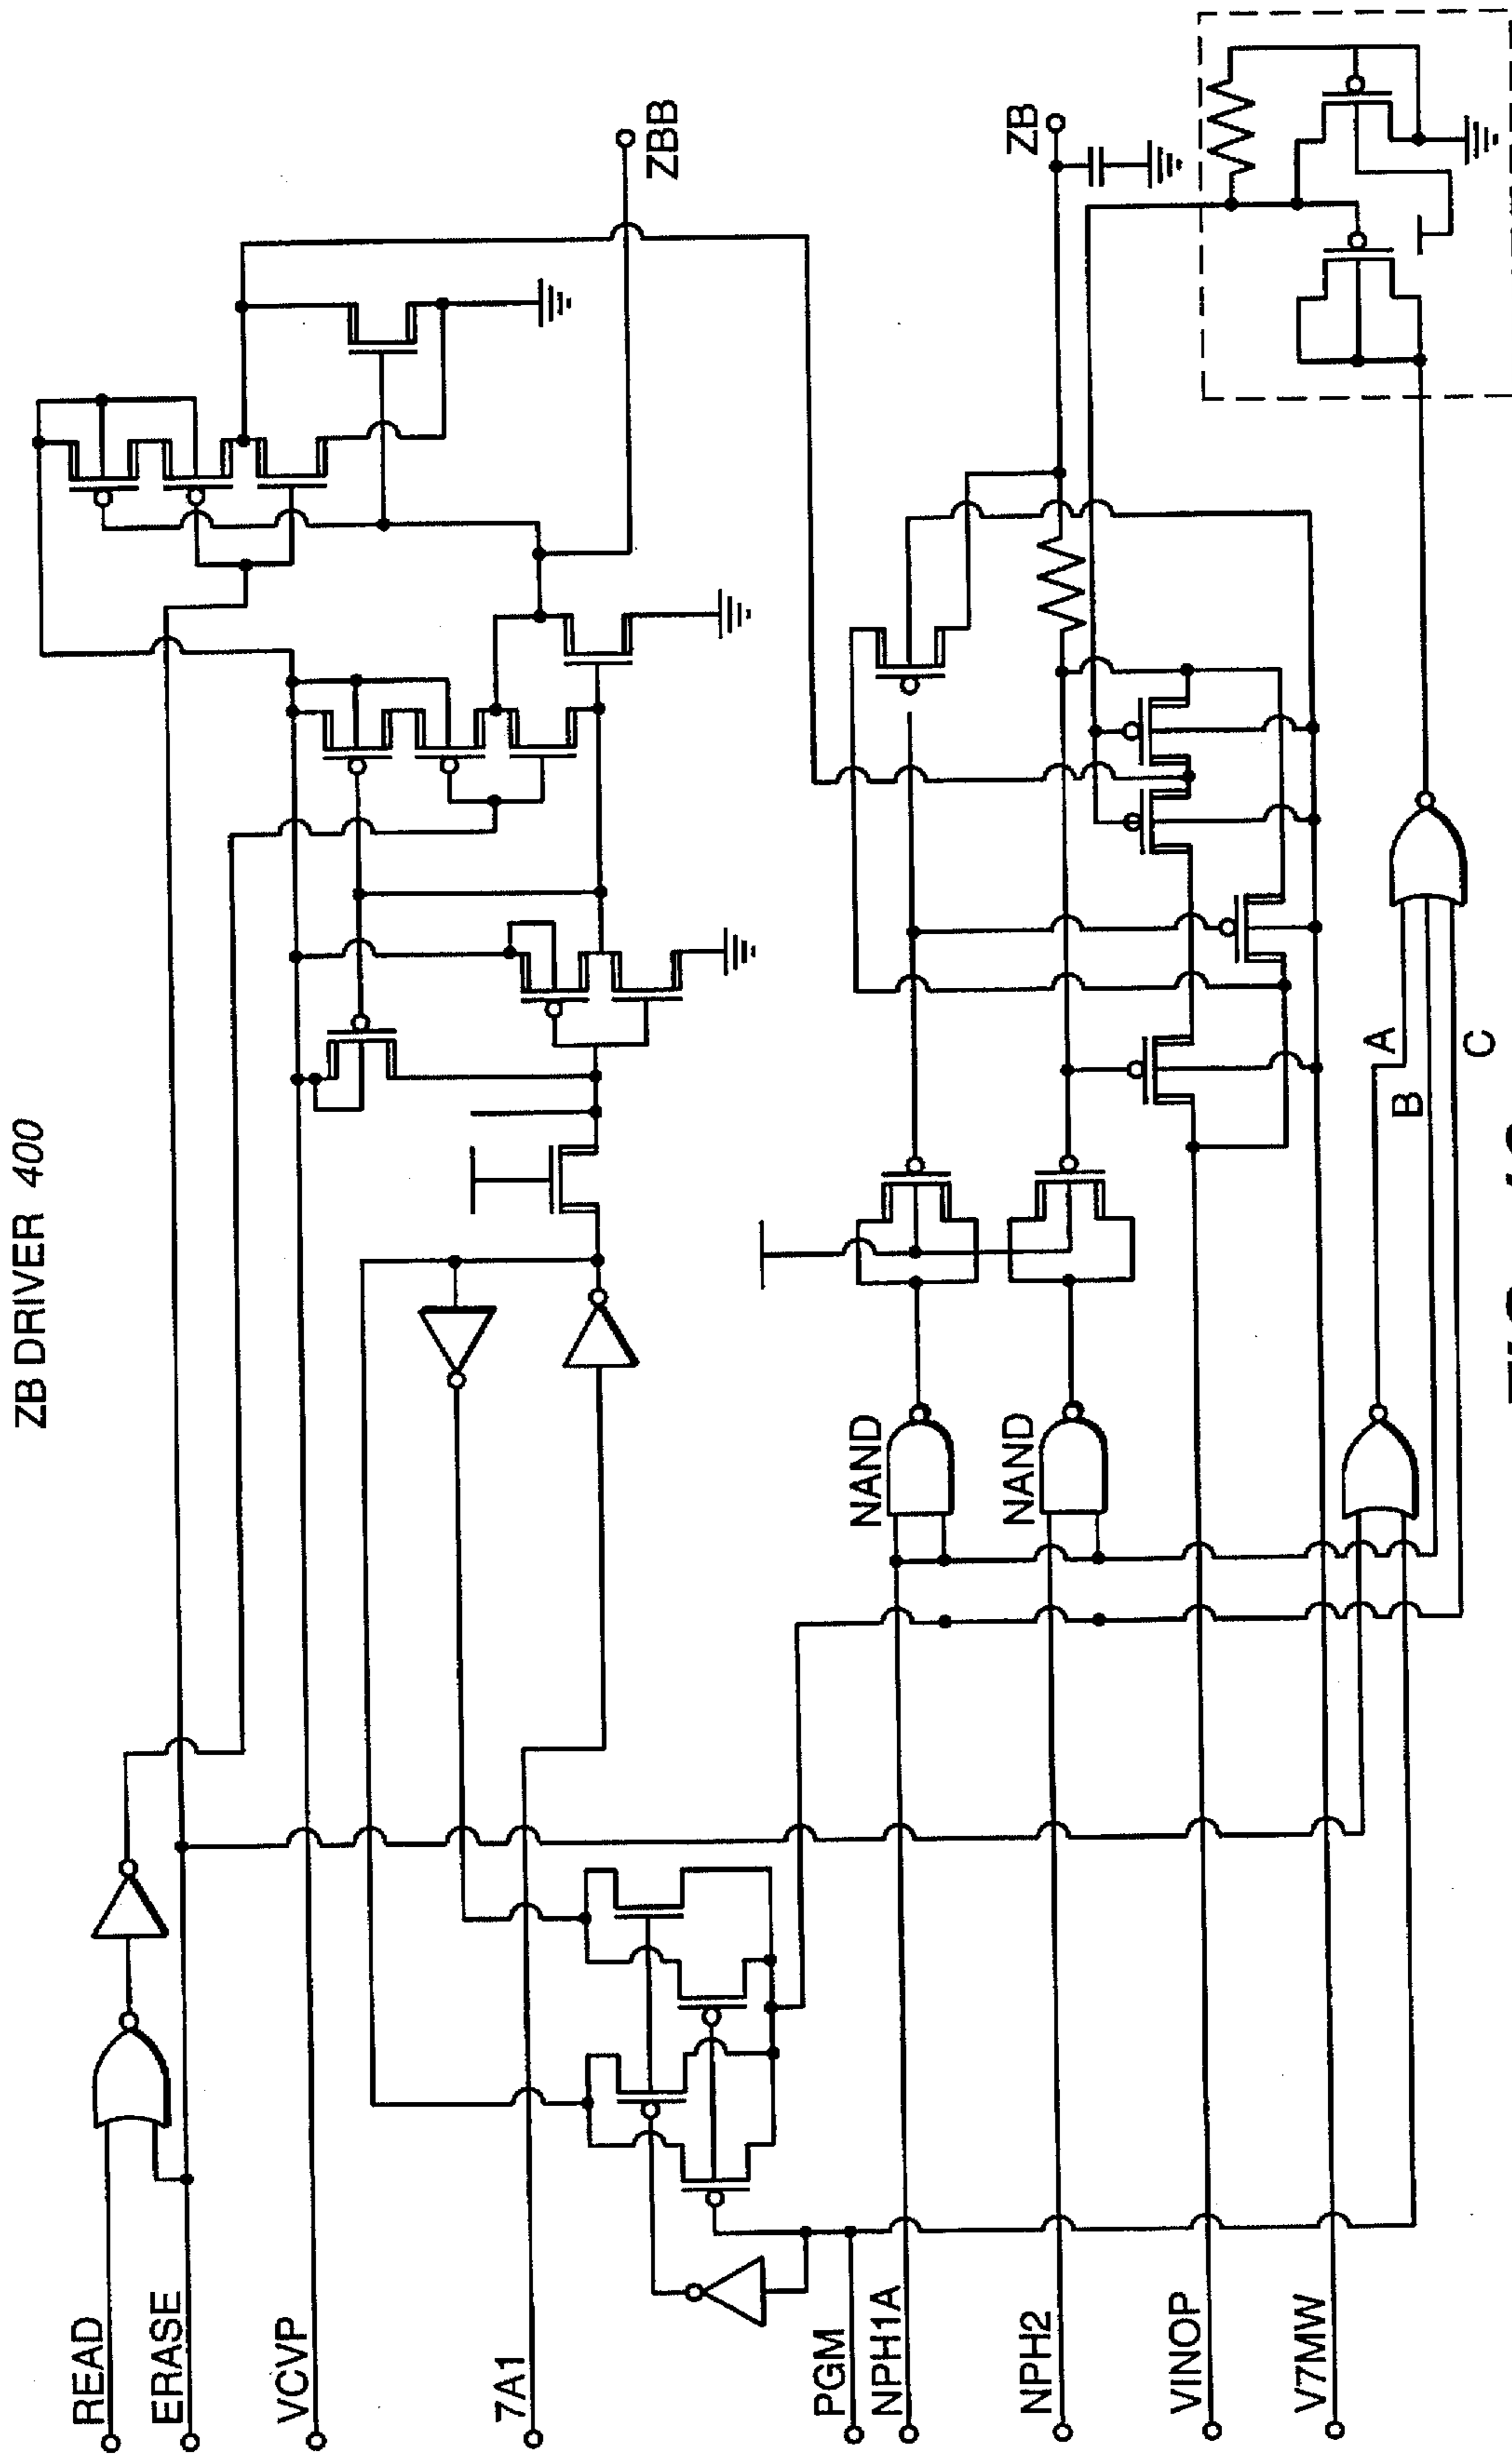 ZB DRIVER 400
READ
ERASE
VCVP
7A1
PGM
NPH1A
NPH2
VINOP
V7MW
NAND
NAND
A
B
C
ZBB
ZB